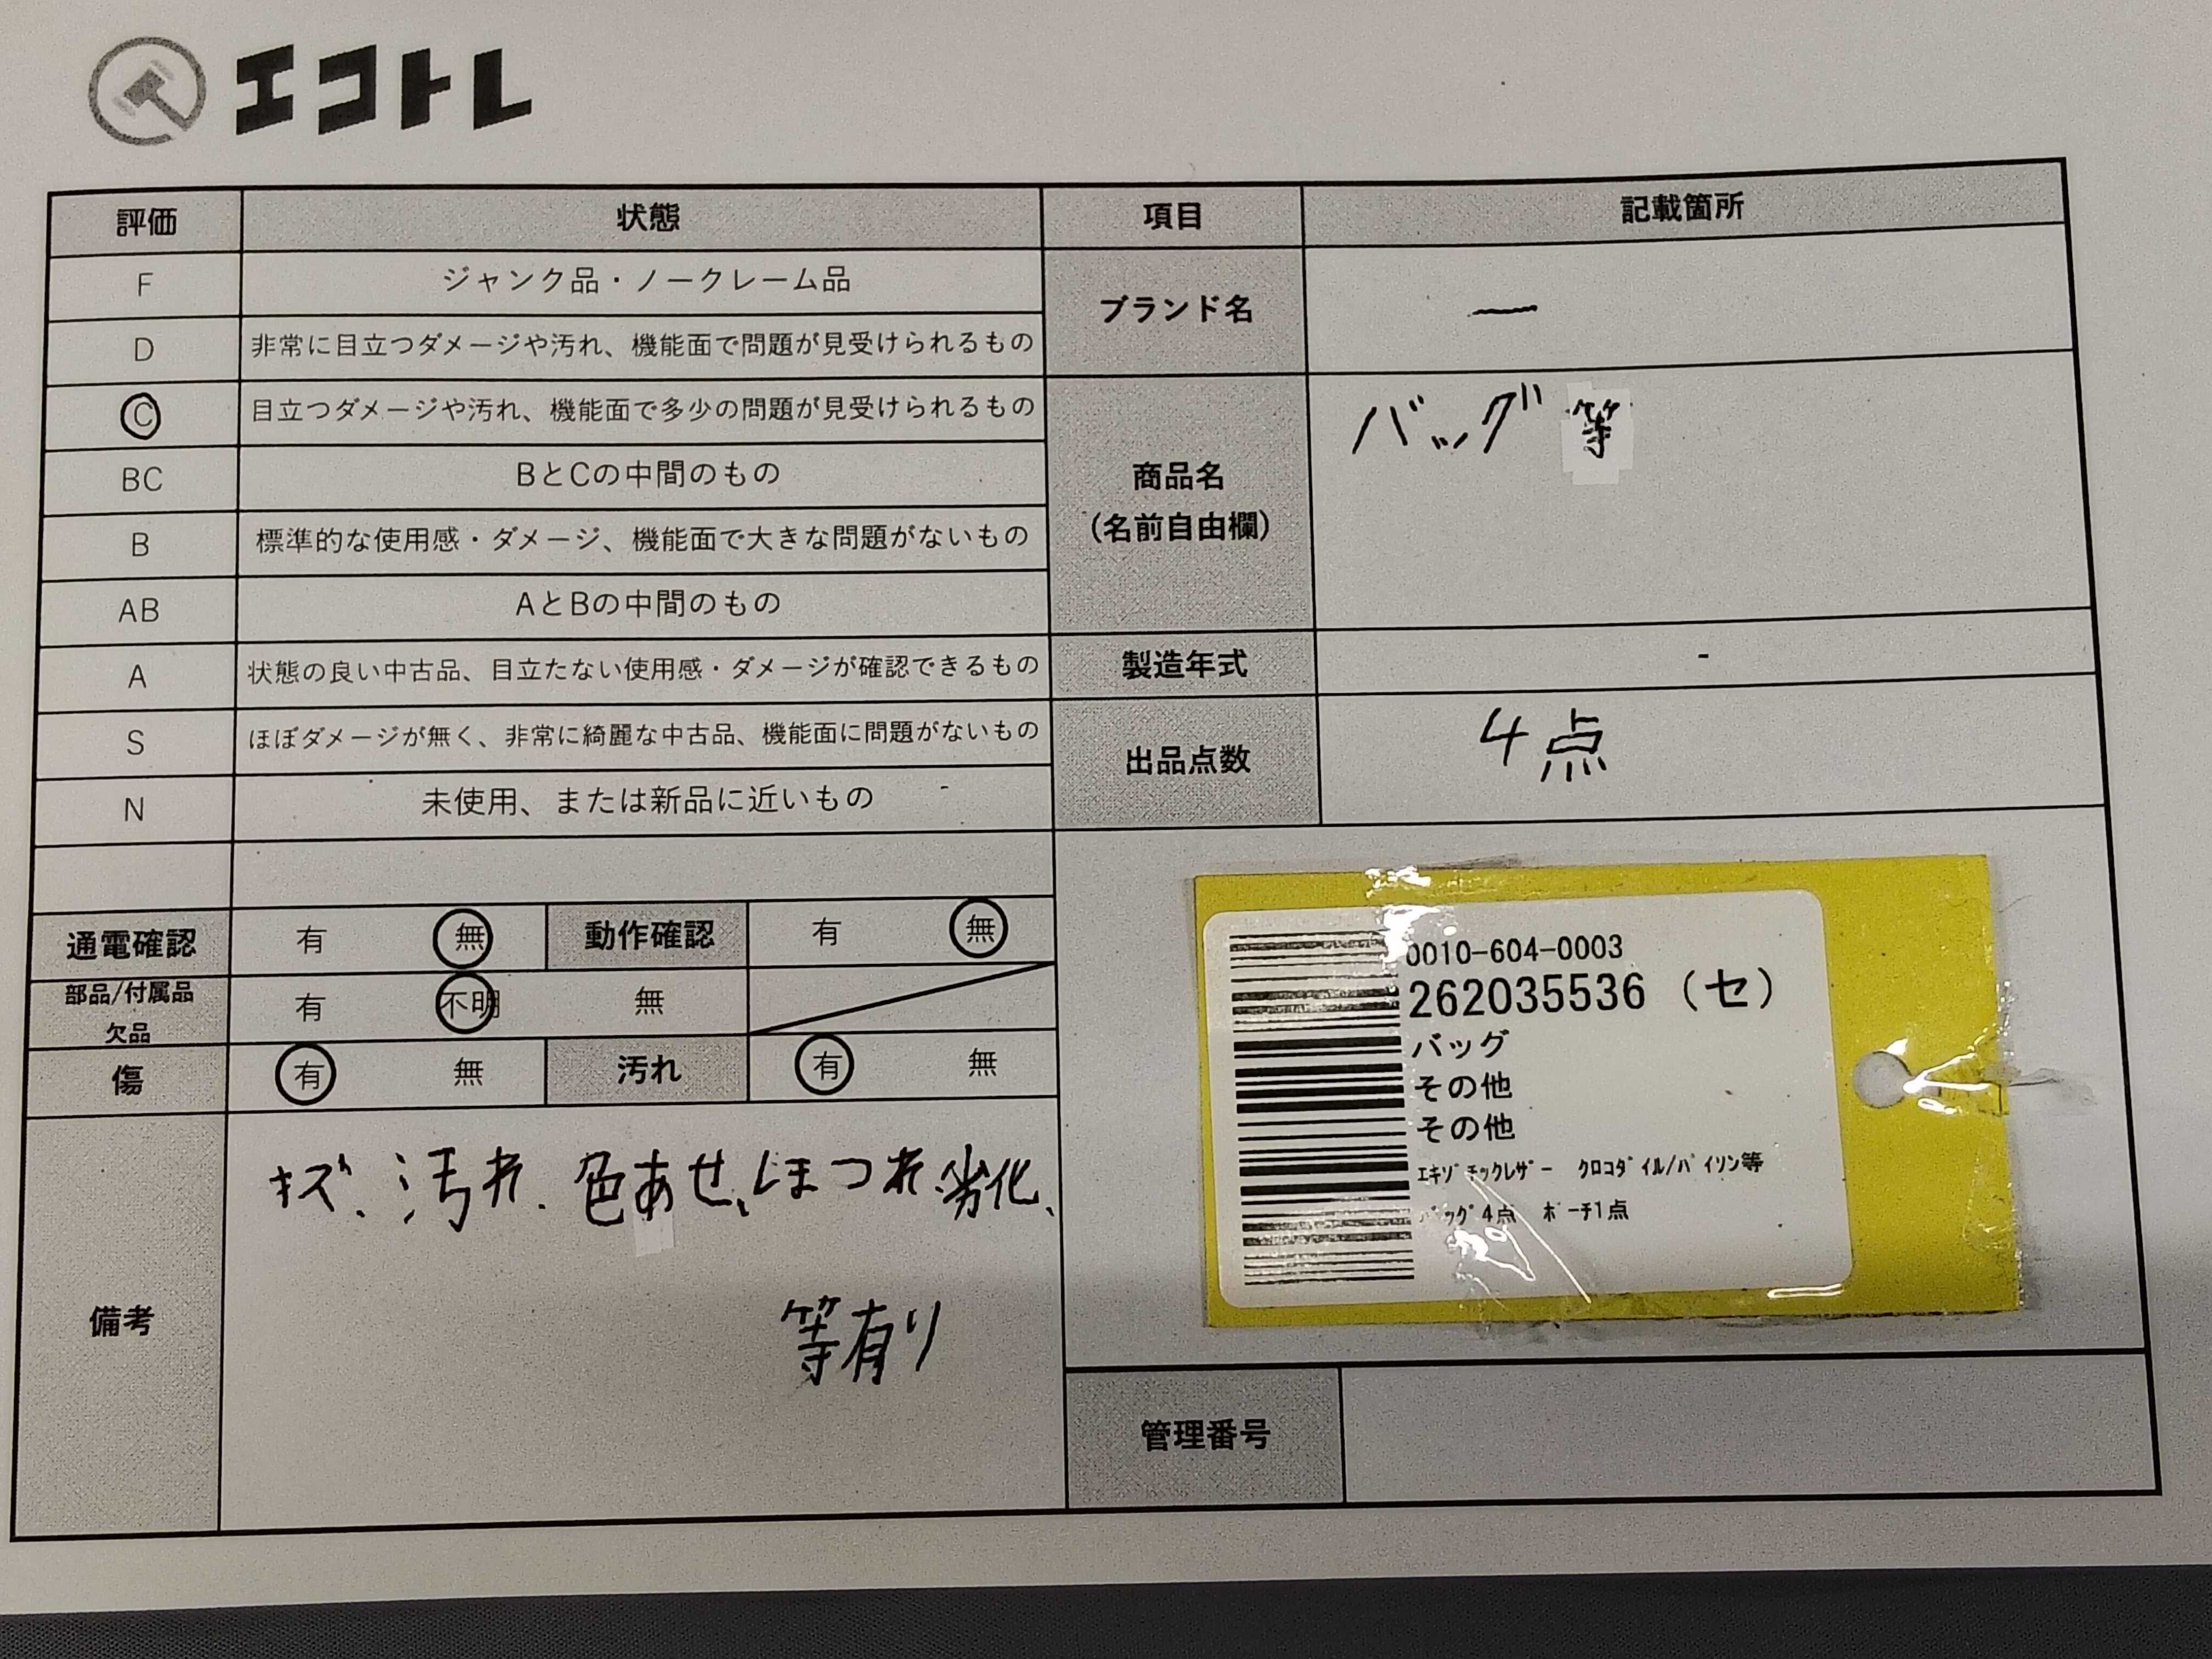 エコトレ
評価 状態 項目 記載箇所
F ジャンク品・ノークレーム品
D 非常に目立つダメージや汚れ、機能面で問題が見受けられるもの
C 目立つダメージや汚れ、機能面で多少の問題が見受けられるもの
BC BとCの中間のもの
B 標準的な使用感・ダメージ、機能面で大きな問題がないもの
AB AとBの中間のもの
A 状態の良い中古品、目立たない使用感・ダメージが確認できるもの
S ほぼダメージが無く、非常に綺麗な中古品、機能面に問題がないもの
N 未使用、または新品に近いもの
ブランド名 ー
商品名 バッグ等
(名前自由欄)
製造年式 -
出品点数 4点
通電確認 有 無 動作確認 有 無
部品/付属品 有 不明 無
欠品
傷 有 無 汚れ 有 無
備考
キズ、汚れ、色あせ、ほつれ、劣化、
等有り
0010-604-0003
262035536 (セ)
バッグ
その他
その他
ｴｷｿﾞﾁｯｸﾚｻﾞｰ ｸﾛｺﾀﾞｲﾙ/ﾊﾟｲｿﾝ等
ﾊﾞｯｸﾞ4点 ﾎﾟｰﾁ1点
管理番号